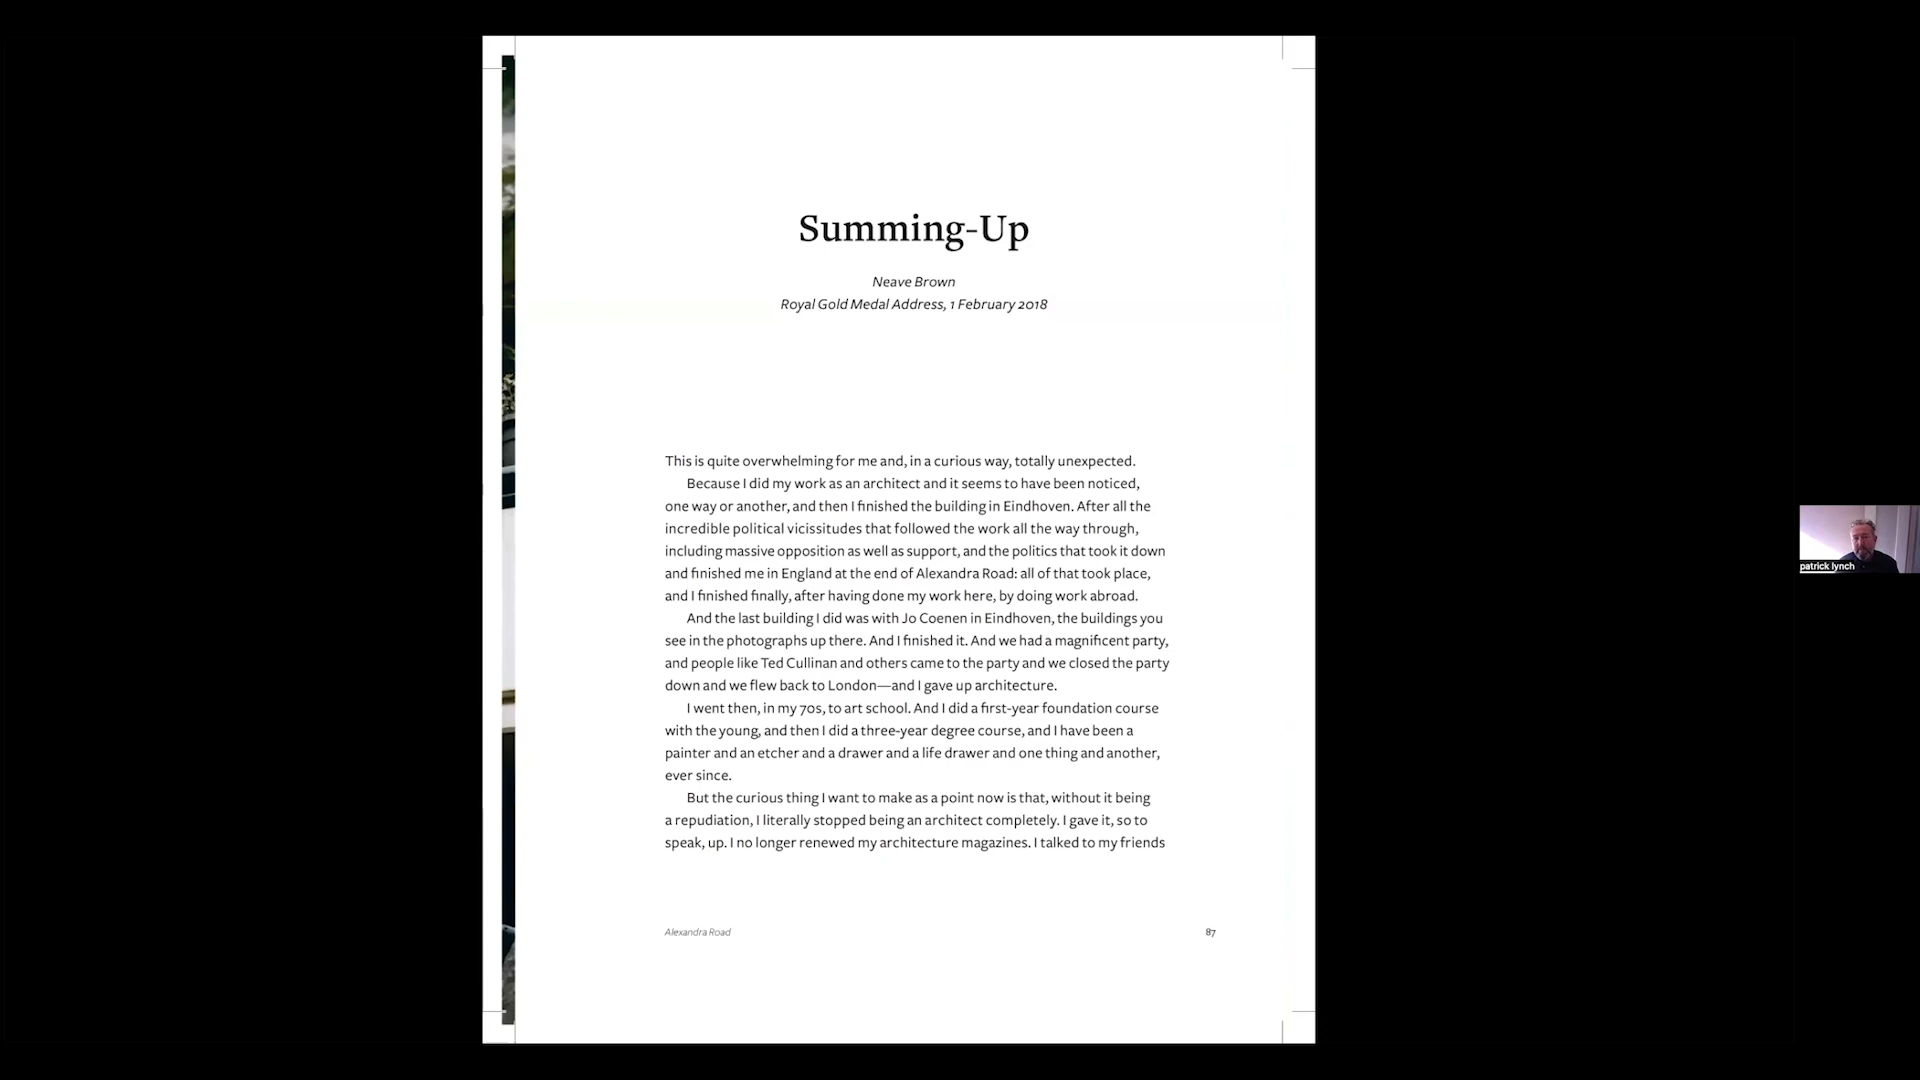 Summing-Up
Neave Brown
Royal Gold Medal Address, 1 February 2018
This is quite overwhelming for me and, in a curious way, totally unexpected.
Because I did my work as an architect and it seems to have been noticed,
one way or another, and then I finished the building in Eindhoven. After all the
incredible political vicissitudes that followed the work all the way through,
including massive opposition as well as support, and the politics that took it down
and finished me in England at the end of Alexandra Road: all of that took place,
and I finished finally, after having done my work here, by doing work abroad.
And the last building I did was with Jo Coenen in Eindhoven, the buildings you
see in the photographs up there. And I finished it. And we had a magnificent party,
and people like Ted Cullinan and others came to the party and we closed the party
down and we flew back to London—and I gave up architecture.
I went then, in my 70s, to art school. And I did a first-year foundation course
with the young, and then I did a three-year degree course, and I have been a
painter and an etcher and a drawer and a life drawer and one thing and another,
ever since.
But the curious thing I want to make as a point now is that, without it being
a repudiation, I literally stopped being an architect completely. I gave it, so to
speak, up. I no longer renewed my architecture magazines. I talked to my friends
Alexandra Road
87
patrick lynch